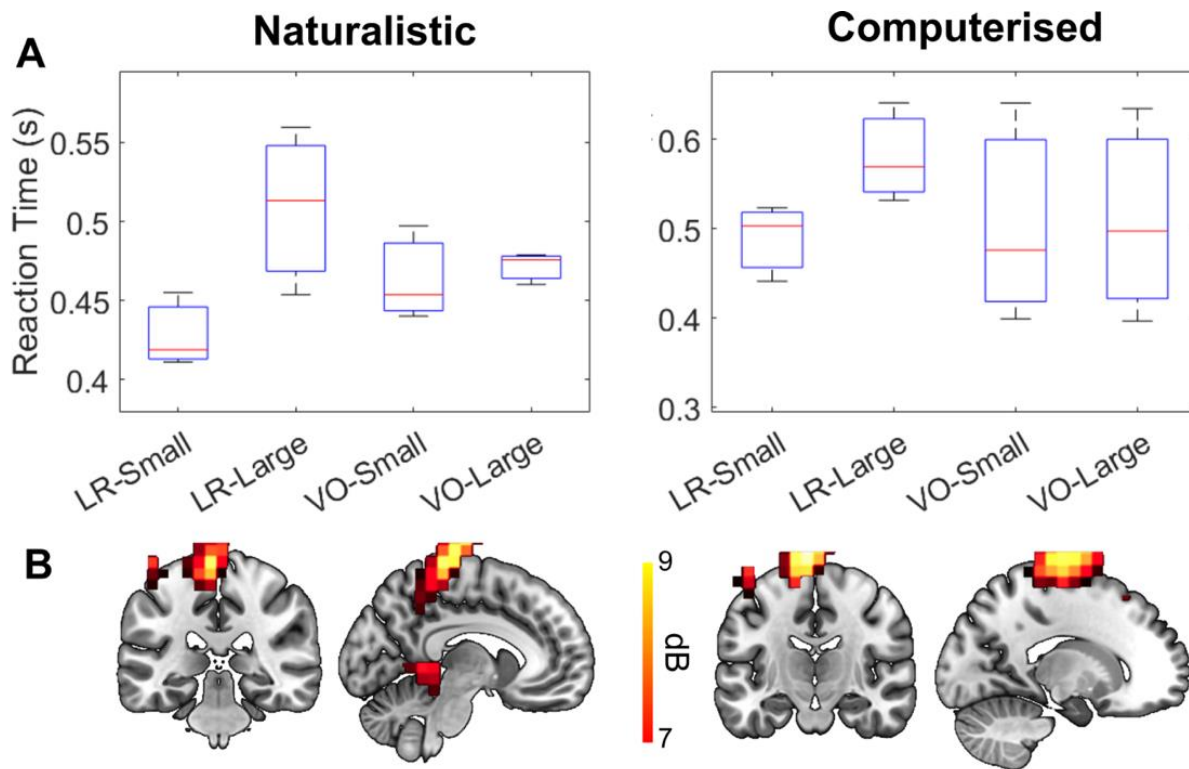 Naturalistic
Computerised
A
Reaction Time (s)
0.55
0.5
0.45
0.4
LR-Small
LR-Large
VO-Small
VO-Large
0.6
0.5
0.4
0.3
LR-Small
LR-Large
VO-Small
VO-Large
B
9
dB
7